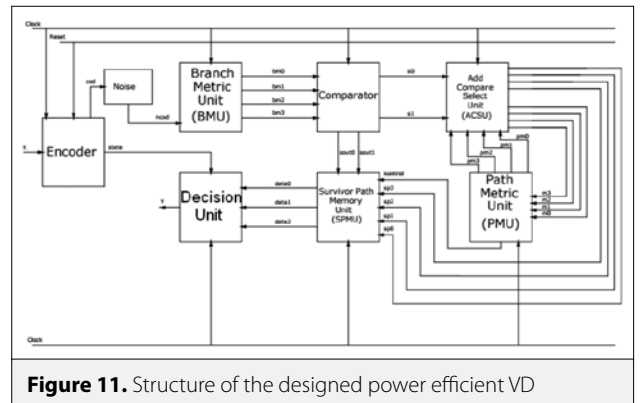 Clock
Reset
cod
Noise
ncod
x
Encoder
state
Branch
Metric
Unit
(BMU)
bm0
bm1
bm2
bm3
Comparator
s0
s1
Add
Compare
Select
Unit
(ACSU)
sout0
sout1
pm0
pm1
pm2
pm3
Decision
Unit
Y
data0
data1
data2
Survivor Path
Memory
Unit
(SPMU)
kontrol
sp3
sp2
sp1
sp0
Path
Metric
Unit
(PMU)
m3
m2
m1
m0
Clock
Figure 11. Structure of the designed power efficient VD